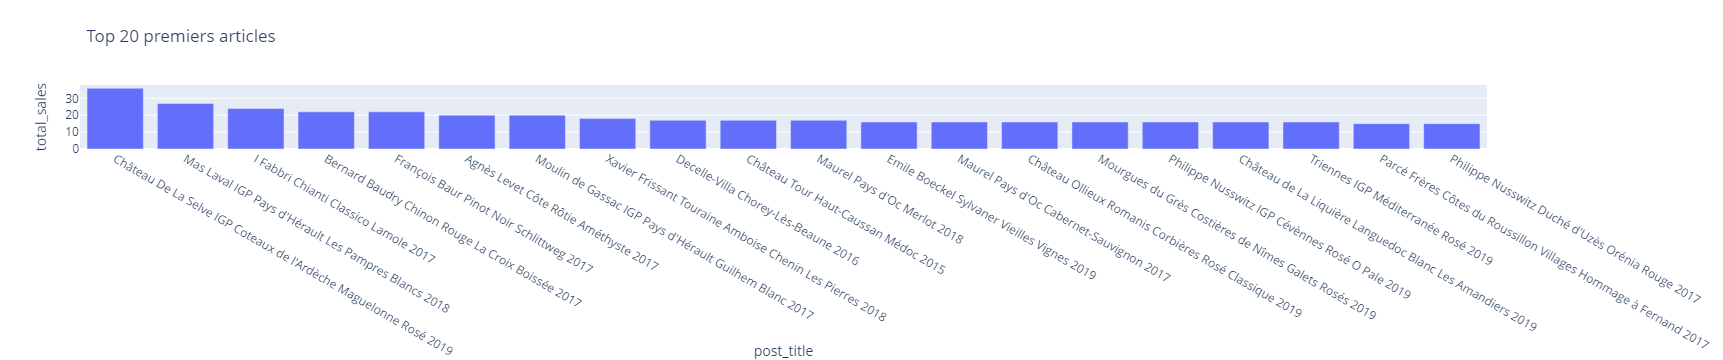 Top 20 premiers articles
total_sales
30
20
10
0
Château De La Selve IGP Coteaux de l'Ardèche Maguelonne Rosé 2019
Mas Laval IGP Pays d'Hérault Les Pampres Blancs 2018
I Fabbri Chianti Classico Lamole 2017
Bernard Baudry Chinon Rouge La Croix Boissée 2017
François Baur Pinot Noir Schlittweg 2017
Agnès Levet Côte Rôtie Améthyste 2017
Moulin de Gassac IGP Pays d'Hérault Guilhem Blanc 2017
Xavier Frissant Touraine Amboise Chenin Les Pierres 2018
Decelle-Villa Chorey-Lès-Beaune 2016
Château Tour Haut-Caussan Médoc 2015
Maurel Pays d'Oc Merlot 2018
Emile Boeckel Sylvaner Vieilles Vignes 2019
Maurel Pays d'Oc Cabernet-Sauvignon 2017
Château Ollieux Romanis Corbières Rosé Classique 2019
Mourgues du Grès Costières de Nîmes Galets Rosés 2019
Philippe Nusswitz IGP Cévènnes Rosé O Pale 2019
Château de La Liquière Languedoc Blanc Les Amandiers 2019
Triennes IGP Méditerranée Rosé 2019
Parcé Frères Côtes du Roussillon Villages Hommage à Fernand 2017
Philippe Nusswitz Duché d'Uzès Orénia Rouge 2017
post_title